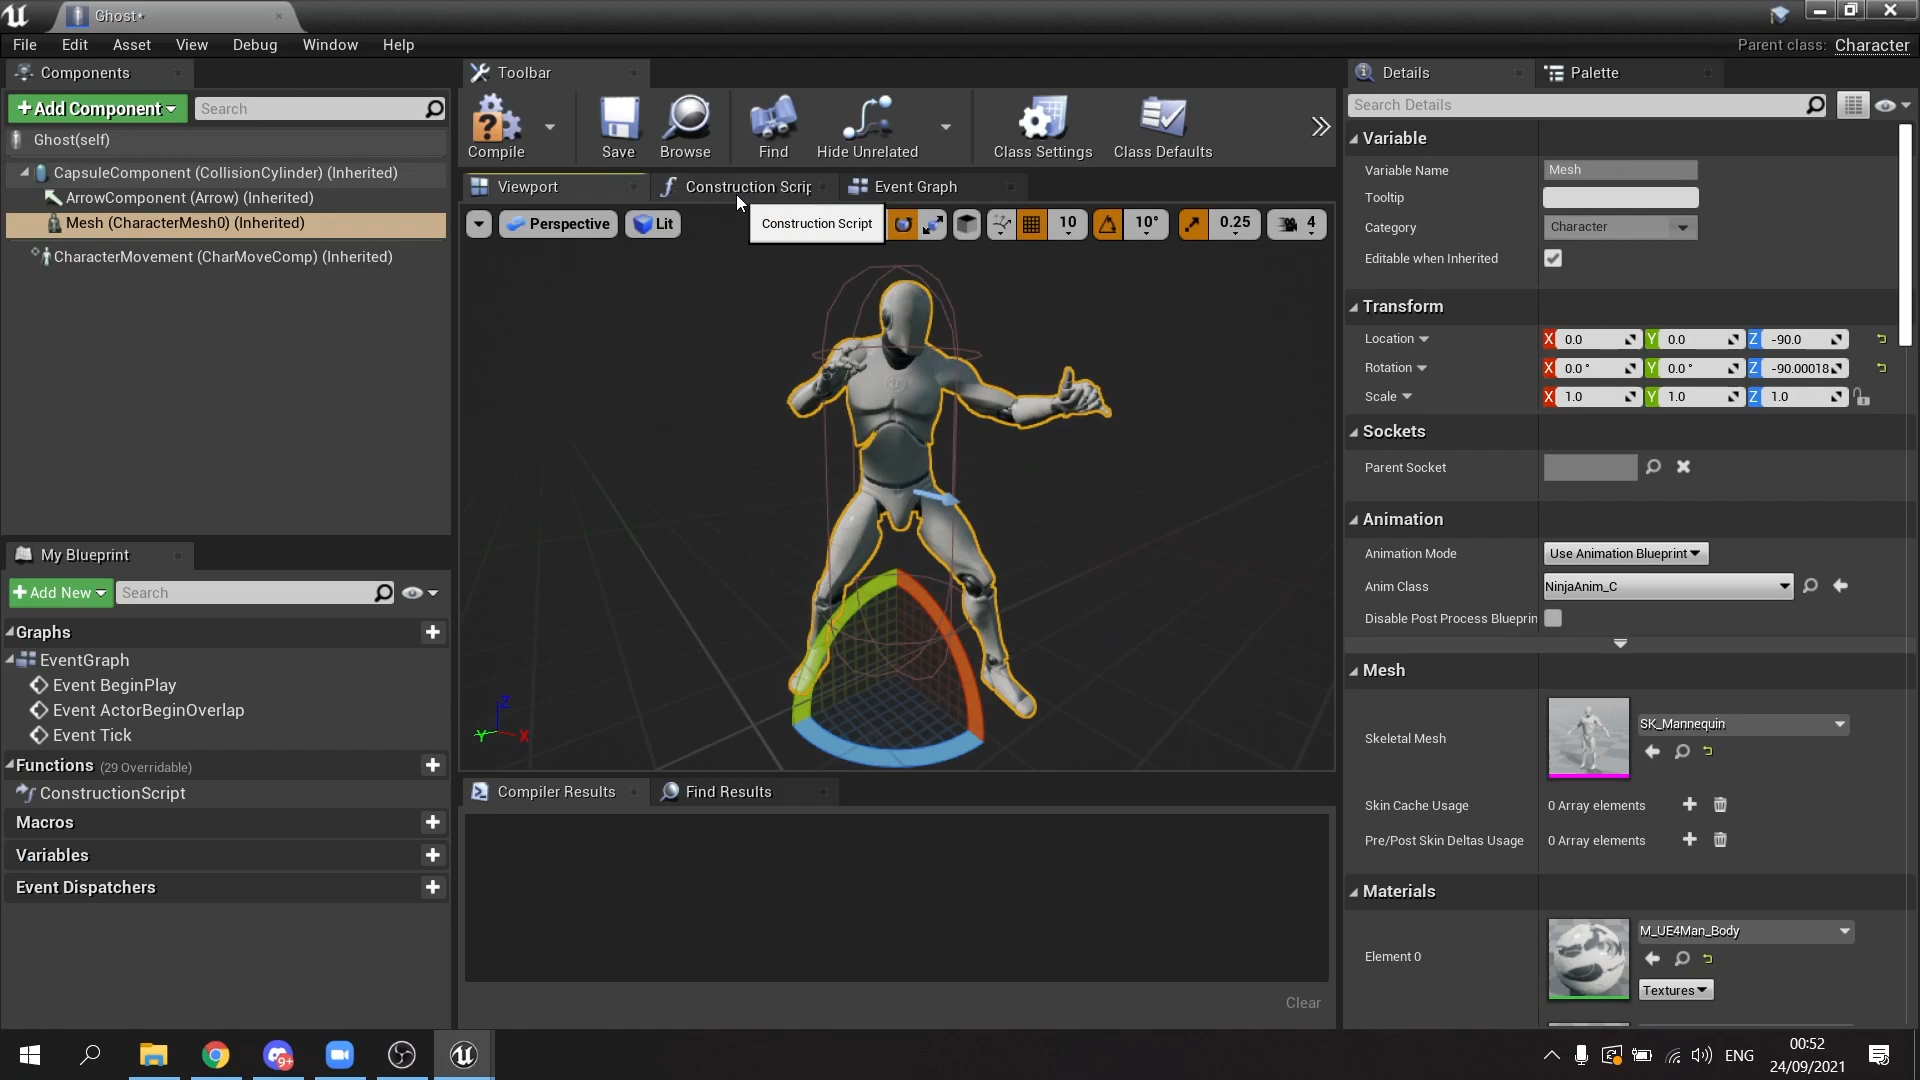 Ghost*
File Edit Asset View Debug Window Help
Parent class: Character
Components
Add Component
Search
Ghost(self)
CapsuleComponent (CollisionCylinder) (Inherited)
ArrowComponent (Arrow) (Inherited)
Mesh (CharacterMesh0) (Inherited)
CharacterMovement (CharMoveComp) (Inherited)
My Blueprint
Add New
Search
Graphs
EventGraph
Event BeginPlay
Event ActorBeginOverlap
Event Tick
Functions (29 Overridable)
ConstructionScript
Macros
Variables
Event Dispatchers
Toolbar
Compile
Save
Browse
Find
Hide Unrelated
Class Settings
Class Defaults
Viewport
Construction Scrip
Event Graph
Perspective
Lit
Construction Script
10
10°
0.25
4
Z
Y
X
Compiler Results
Find Results
Clear
Details
Palette
Search Details
Variable
Variable Name Mesh
Tooltip
Category Character
Editable when Inherited
Transform
Location X 0.0 Y 0.0 Z -90.0
Rotation X 0.0 ° Y 0.0 ° Z -90.00018
Scale X 1.0 Y 1.0 Z 1.0
Sockets
Parent Socket
Animation
Animation Mode Use Animation Blueprint
Anim Class NinjaAnim_C
Disable Post Process Blueprin
Mesh
Skeletal Mesh SK_Mannequin
Skin Cache Usage 0 Array elements
Pre/Post Skin Deltas Usage 0 Array elements
Materials
Element 0 M_UE4Man_Body
Textures
9+
ENG
00:52
24/09/2021